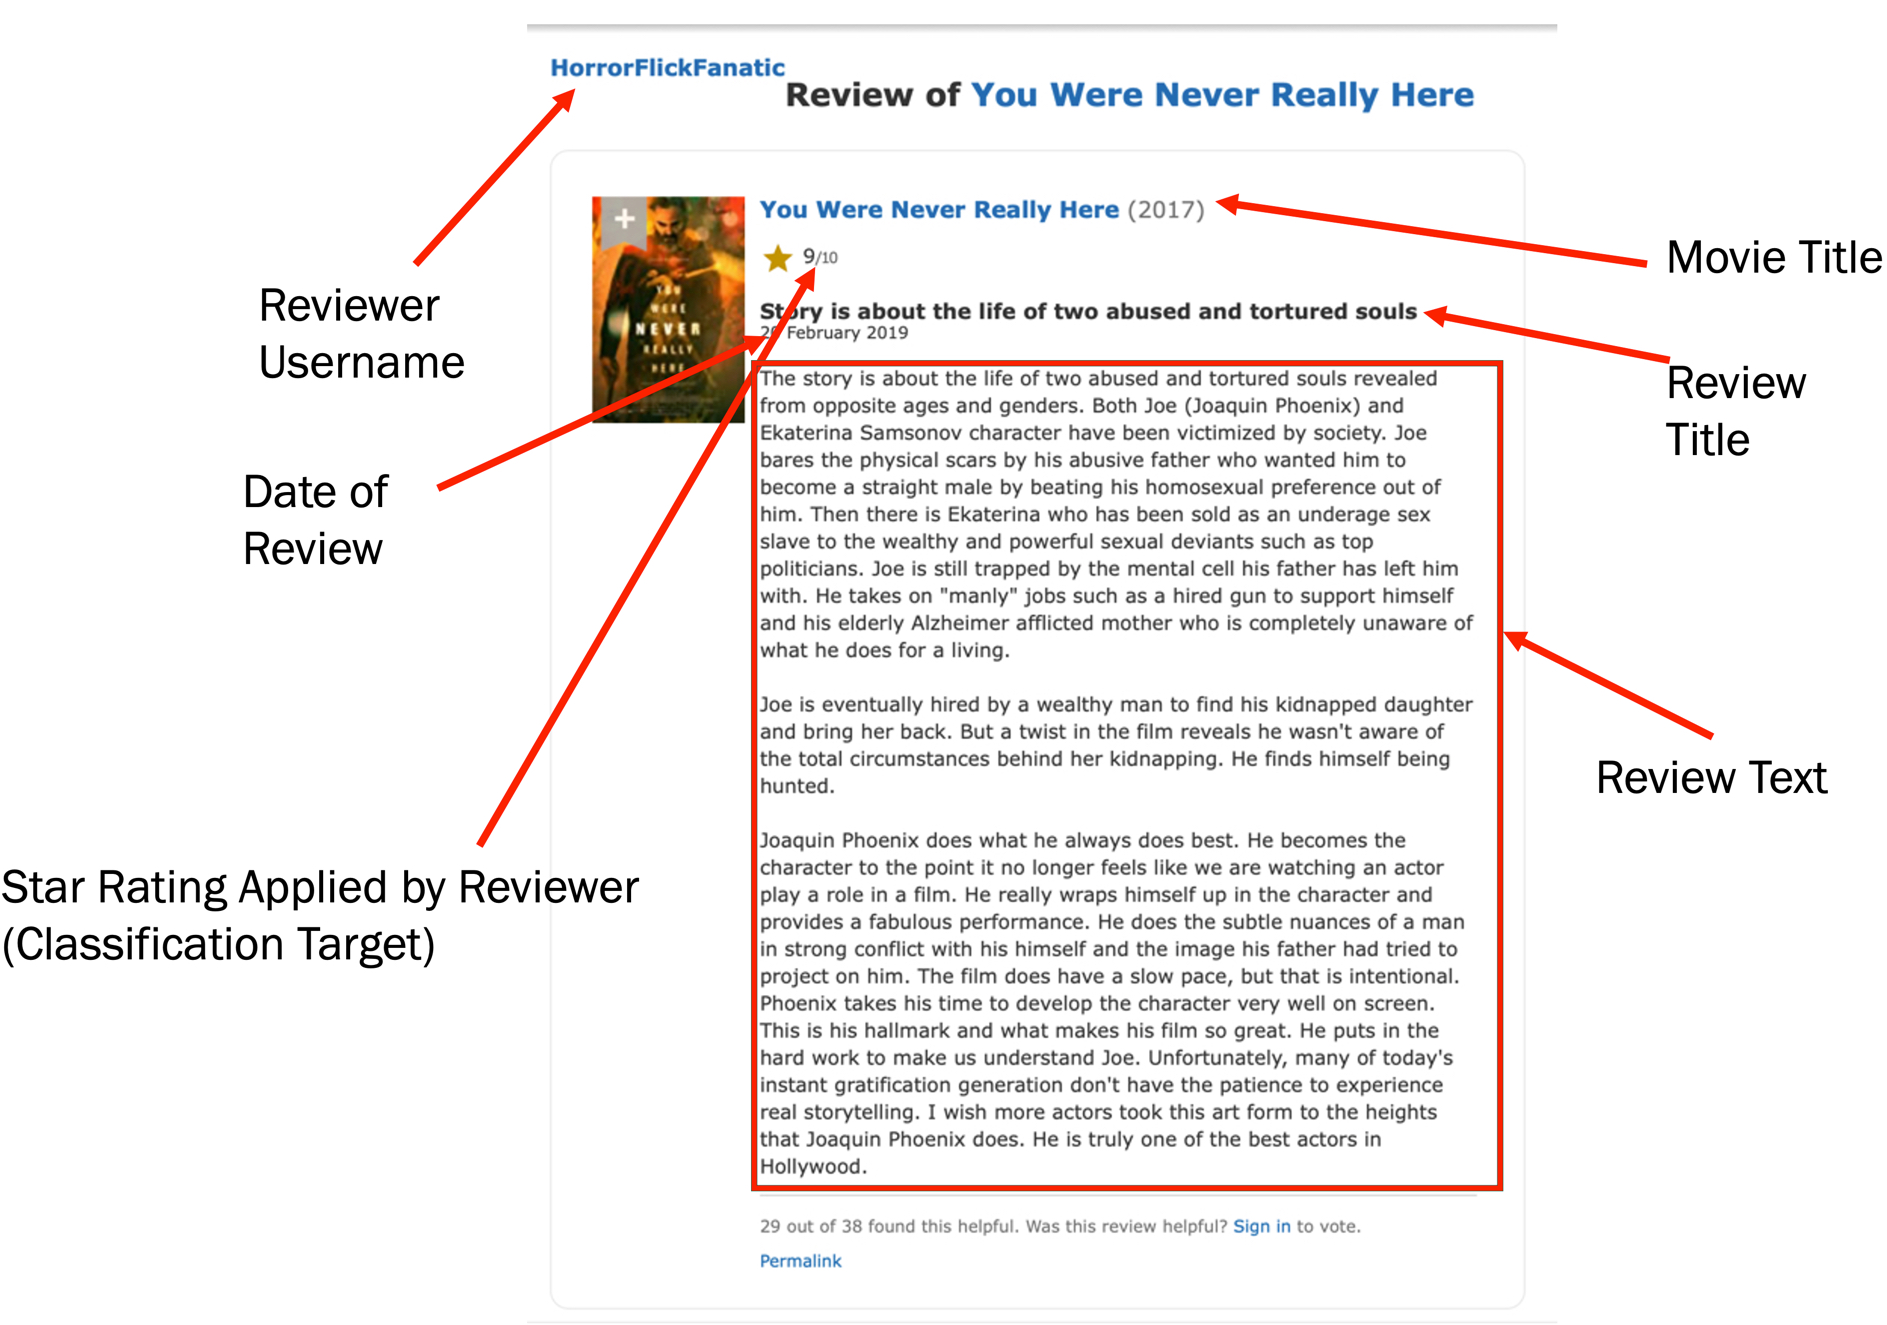 HorrorFlickFanatic
Review of You Were Never Really Here
You Were Never Really Here (2017)
9/10
Story is about the life of two abused and tortured souls
February 2019
YOU
WERE
NEVER
REALLY
HERE
The story is about the life of two abused and tortured souls revealed
from opposite ages and genders. Both Joe (Joaquin Phoenix) and
Ekaterina Samsonov character have been victimized by society. Joe
bares the physical scars by his abusive father who wanted him to
become a straight male by beating his homosexual preference out of
him. Then there is Ekaterina who has been sold as an underage sex
slave to the wealthy and powerful sexual deviants such as top
politicians. Joe is still trapped by the mental cell his father has left him
with. He takes on "manly" jobs such as a hired gun to support himself
and his elderly Alzheimer afflicted mother who is completely unaware of
what he does for a living.
Joe is eventually hired by a wealthy man to find his kidnapped daughter
and bring her back. But a twist in the film reveals he wasn't aware of
the total circumstances behind her kidnapping. He finds himself being
hunted.
Joaquin Phoenix does what he always does best. He becomes the
character to the point it no longer feels like we are watching an actor
play a role in a film. He really wraps himself up in the character and
provides a fabulous performance. He does the subtle nuances of a man
in strong conflict with his himself and the image his father had tried to
project on him. The film does have a slow pace, but that is intentional.
Phoenix takes his time to develop the character very well on screen.
This is his hallmark and what makes his film so great. He puts in the
hard work to make us understand Joe. Unfortunately, many of today's
instant gratification generation don't have the patience to experience
real storytelling. I wish more actors took this art form to the heights
that Joaquin Phoenix does. He is truly one of the best actors in
Hollywood.
29 out of 38 found this helpful. Was this review helpful? Sign in to vote.
Permalink
Reviewer
Username
Date of
Review
Star Rating Applied by Reviewer
(Classification Target)
Movie Title
Review
Title
Review Text